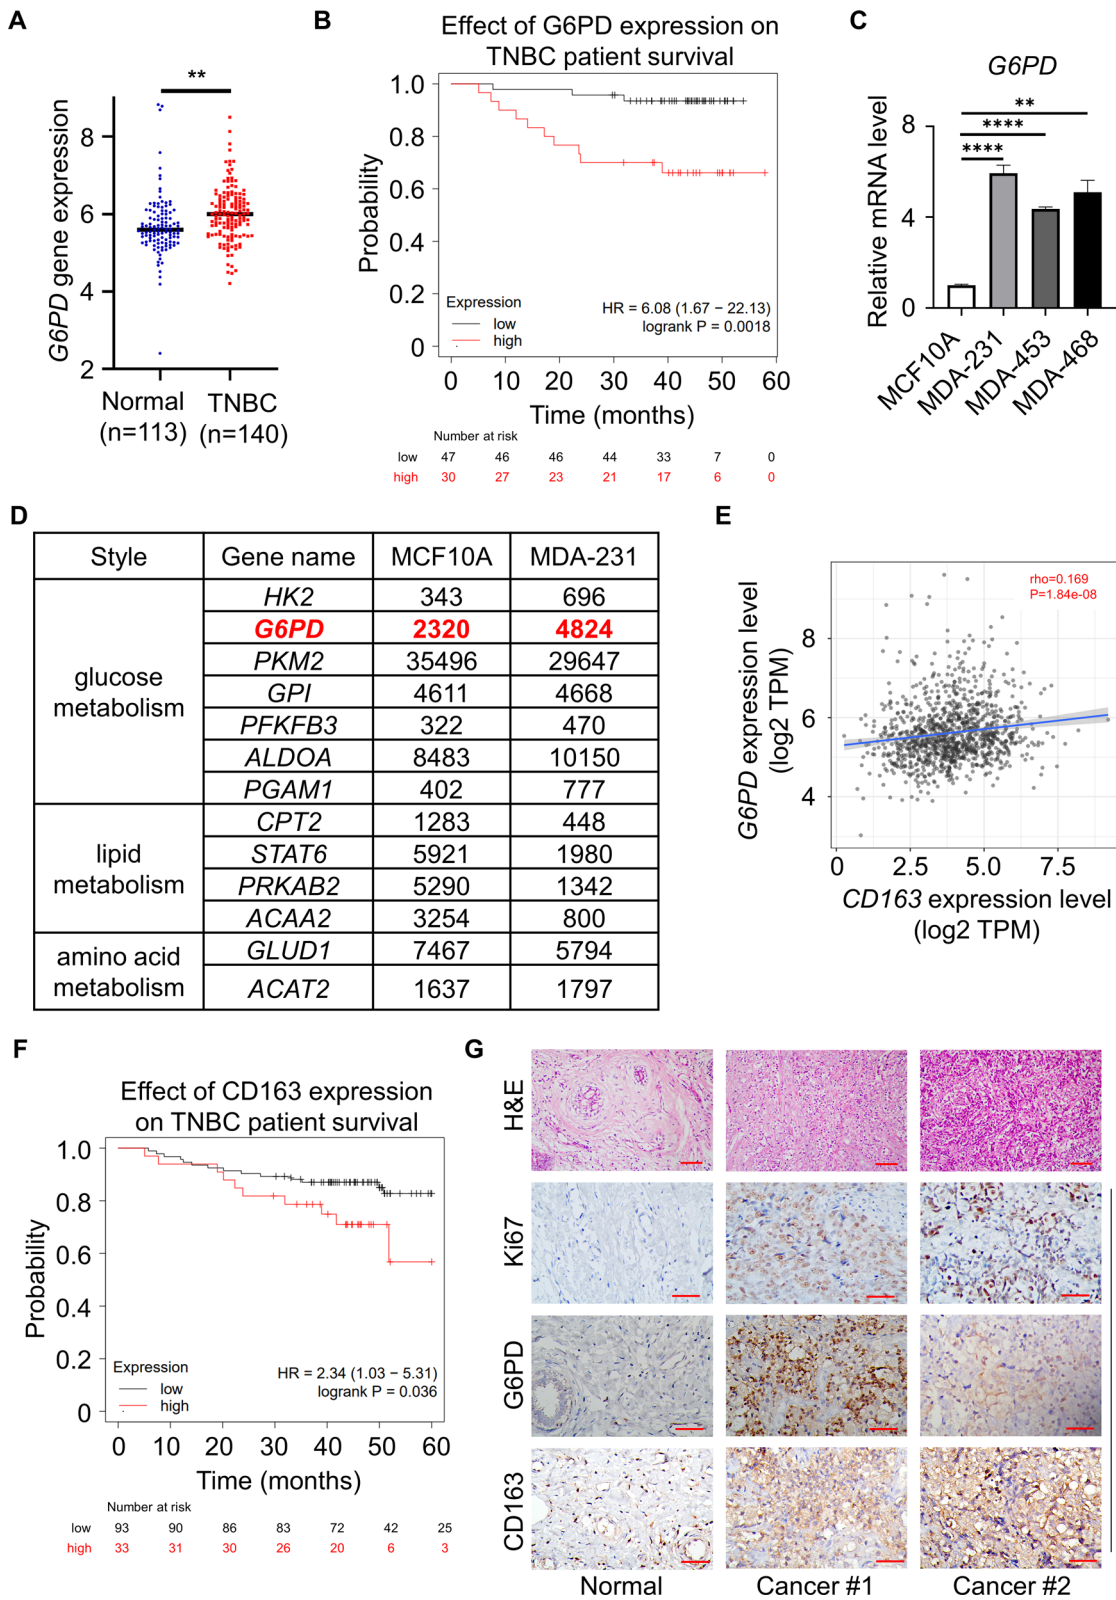 A
**
G6PD gene expression
8
6
4
2
Normal
(n=113)
TNBC
(n=140)
B
Effect of G6PD expression on
TNBC patient survival
Probability
1.0
0.8
0.6
0.4
0.2
0
Expression
low
high
HR = 6.08 (1.67 − 22.13)
logrank P = 0.0018
0 10 20 30 40 50 60
Time (months)
Number at risk
low 47 46 46 44 33 7 0
high 30 27 23 21 17 6 0
C
G6PD
**
****
****
Relative mRNA level
8
4
0
MCF10A
MDA-231
MDA-453
MDA-468
D
Style Gene name MCF10A MDA-231
glucose
metabolism
HK2 343 696
G6PD 2320 4824
PKM2 35496 29647
GPI 4611 4668
PFKFB3 322 470
ALDOA 8483 10150
PGAM1 402 777
lipid
metabolism
CPT2 1283 448
STAT6 5921 1980
PRKAB2 5290 1342
ACAA2 3254 800
amino acid
metabolism
GLUD1 7467 5794
ACAT2 1637 1797
E
rho=0.169
P=1.84e-08
G6PD expression level
(log2 TPM)
8
6
4
0 2.5 5.0 7.5
CD163 expression level
(log2 TPM)
F
Effect of CD163 expression
on TNBC patient survival
Probability
1.0
0.8
0.6
0.4
0.2
0
Expression
low
high
HR = 2.34 (1.03 − 5.31)
logrank P = 0.036
0 10 20 30 40 50 60
Time (months)
Number at risk
low 93 90 86 83 72 42 25
high 33 31 30 26 20 6 3
G
H&E
Ki67
G6PD
CD163
Normal
Cancer #1
Cancer #2